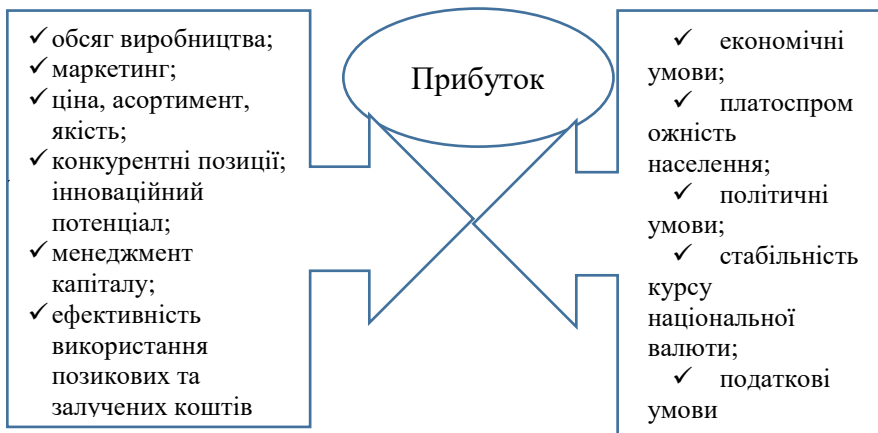 ✓ обсяг виробництва;
✓ маркетинг;
✓ ціна, асортимент,
якість;
✓ конкурентні позиції;
інноваційний
потенціал;
✓ менеджмент
капіталу;
✓ ефективність
використання
позикових та
залучених коштів
Прибуток
✓ економічні
умови;
✓ платоспром
ожність
населення;
✓ політичні
умови;
✓ стабільність
курсу
національної
валюти;
✓ податкові
умови